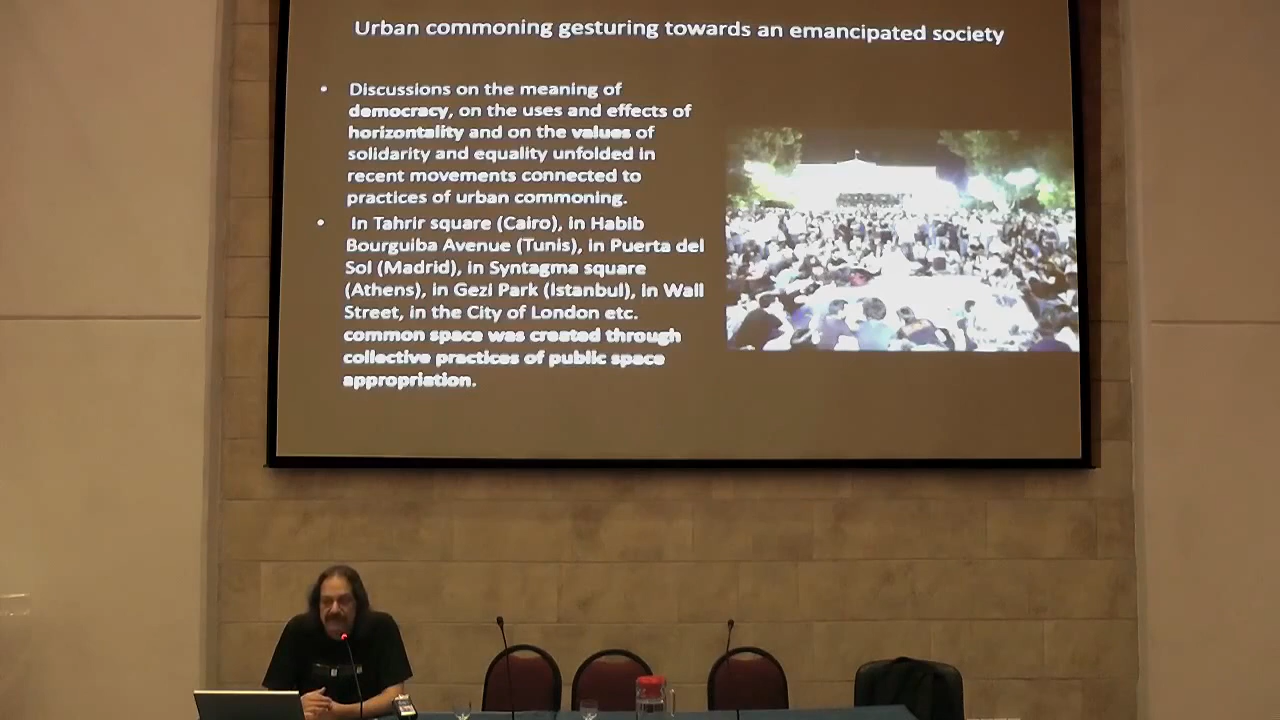 Urban commoning gesturing towards an emancipated society
• Discussions on the meaning of
democracy, on the uses and effects of
horizontality and on the values of
solidarity and equality unfolded in
recent movements connected to
practices of urban commoning.
• In Tahrir square (Cairo), in Habib
Bourguiba Avenue (Tunis), in Puerta del
Sol (Madrid), in Syntagma square
(Athens), in Gezi Park (Istanbul), in Wall
Street, in the City of London etc.
common space was created through
collective practices of public space
appropriation.